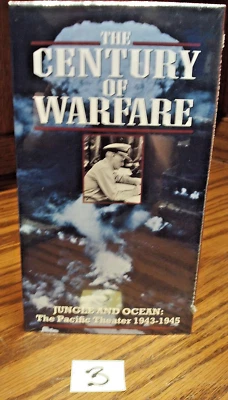 THE
CENTURY
OF
WARFARE
JUNGLE AND OCEAN:
The Pacific Theater 1943-1945
3